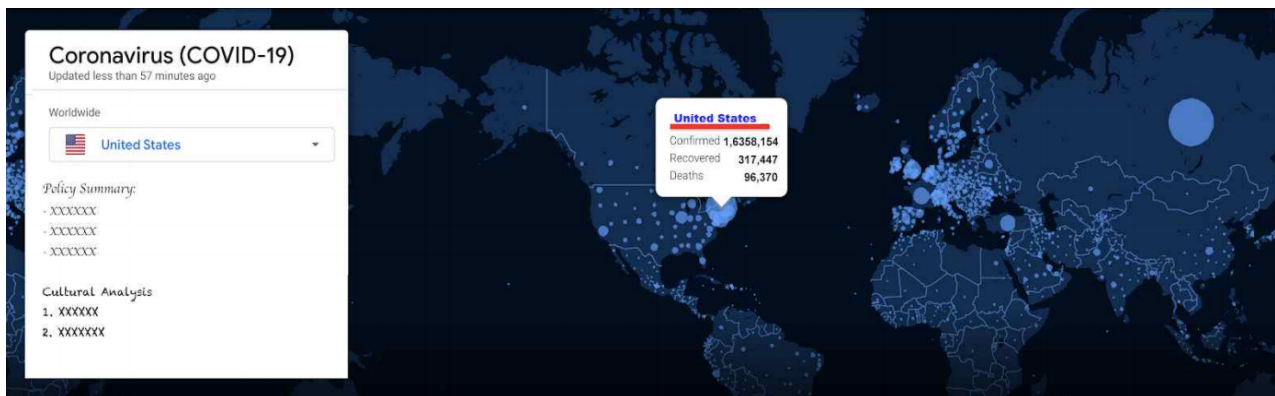 Coronavirus (COVID-19)
Updated less than 57 minutes ago
Worldwide
United States
Policy Summary:
- XXXXXX
- XXXXXX
- XXXXXX
Cultural Analysis
1. XXXXXX
2. XXXXXXX
United States
Confirmed 1,6358,154
Recovered 317,447
Deaths 96,370